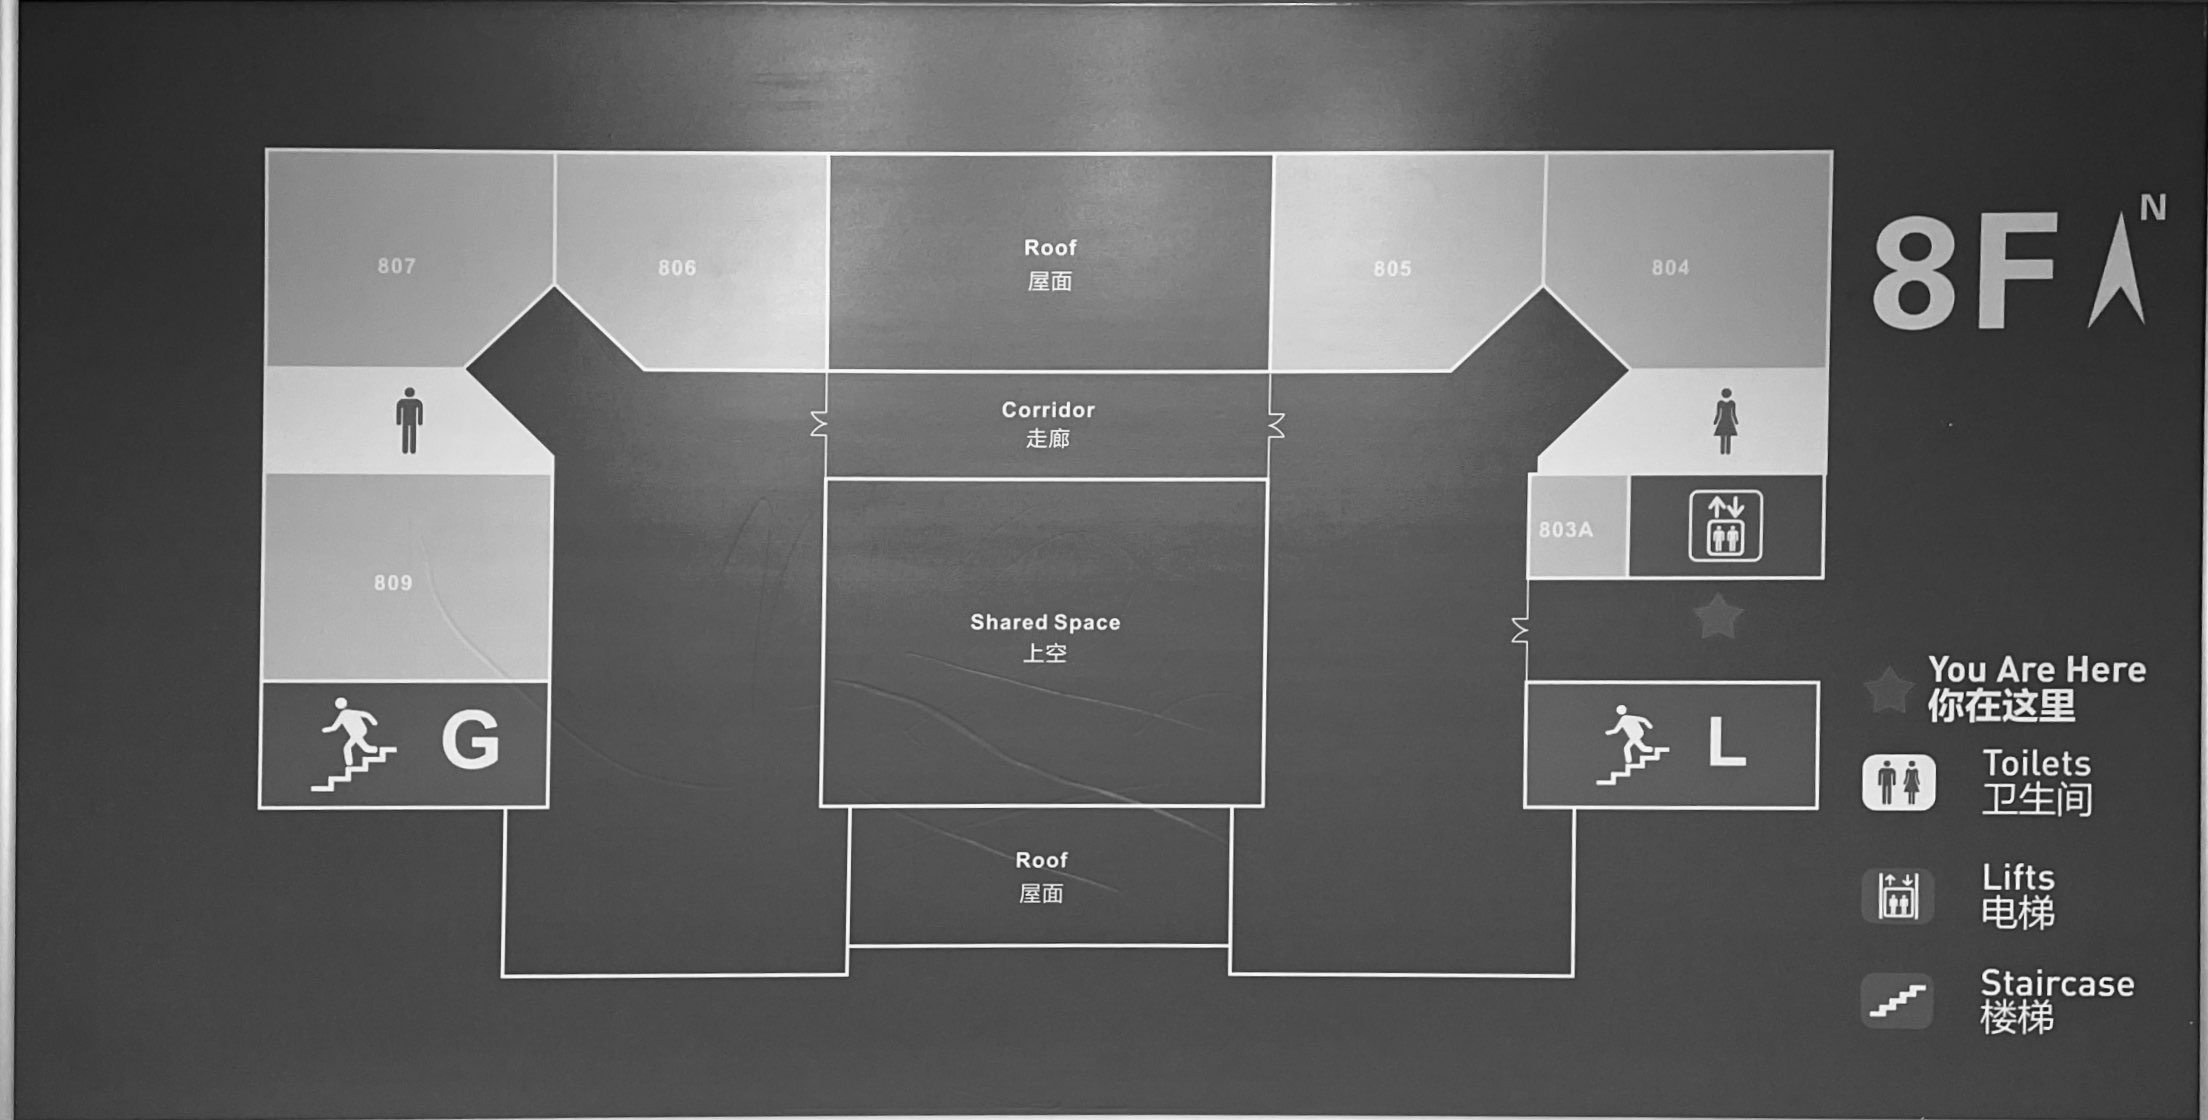 8F
N
807
806
Roof
屋面
805
804
Corridor
走廊
803A
809
Shared Space
上空
You Are Here
你在这里
G
L
Toilets
卫生间
Roof
屋面
Lifts
电梯
Staircase
楼梯